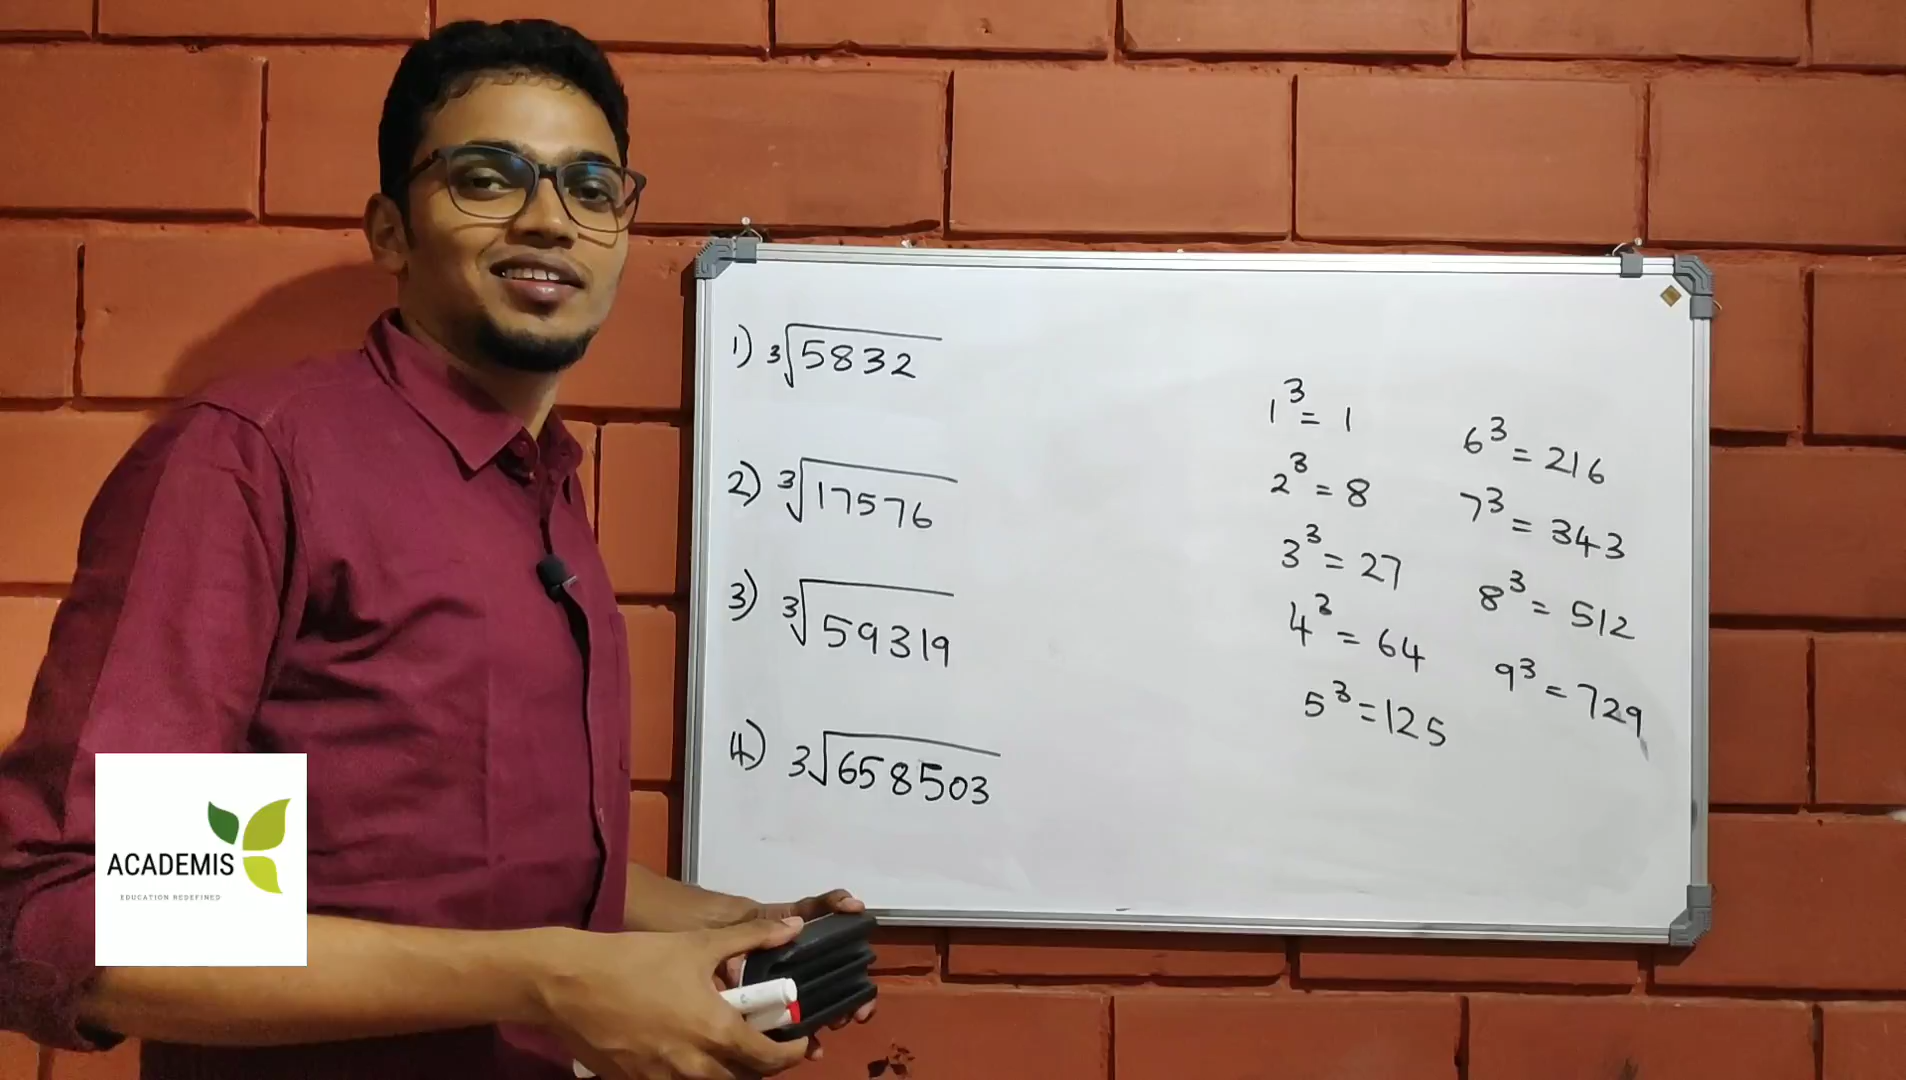 1) ³√5832
2) ³√17576
3) ³√59319
4) ³√658503
1³ = 1
2³ = 8
3³ = 27
4³ = 64
5³ = 125
6³ = 216
7³ = 343
8³ = 512
9³ = 729
ACADEMIS
EDUCATION REDEFINED